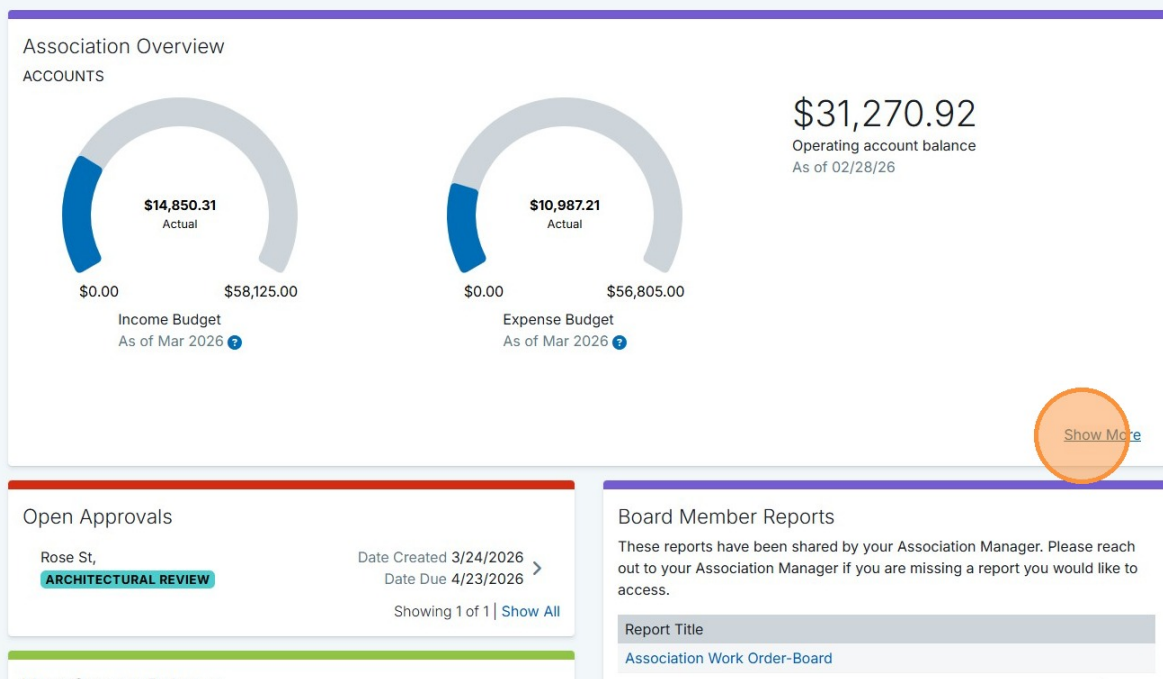 Association Overview
ACCOUNTS
$14,850.31
Actual
$0.00 $58,125.00
Income Budget
As of Mar 2026 ?
$10,987.21
Actual
$0.00 $56,805.00
Expense Budget
As of Mar 2026 ?
$31,270.92
Operating account balance
As of 02/28/26
Show More
Open Approvals
Rose St,
ARCHITECTURAL REVIEW
Date Created 3/24/2026
Date Due 4/23/2026
Showing 1 of 1 | Show All
Board Member Reports
These reports have been shared by your Association Manager. Please reach
out to your Association Manager if you are missing a report you would like to
access.
Report Title
Association Work Order-Board